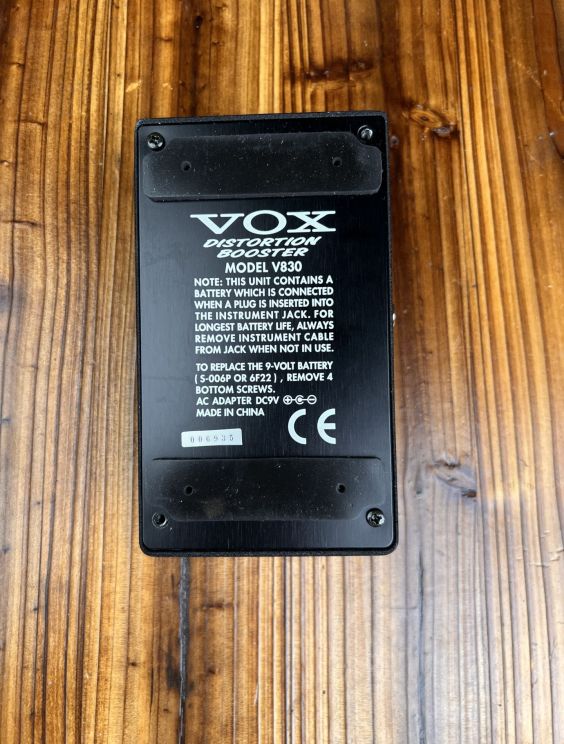 VOX
DISTORTION
BOOSTER
MODEL V830
NOTE: THIS UNIT CONTAINS A
BATTERY WHICH IS CONNECTED
WHEN A PLUG IS INSERTED INTO
THE INSTRUMENT JACK. FOR
LONGEST BATTERY LIFE, ALWAYS
REMOVE INSTRUMENT CABLE
FROM JACK WHEN NOT IN USE.
TO REPLACE THE 9-VOLT BATTERY
(S-006P OR 6F22), REMOVE 4
BOTTOM SCREWS.
AC ADAPTER DC9V
MADE IN CHINA
CE
006935